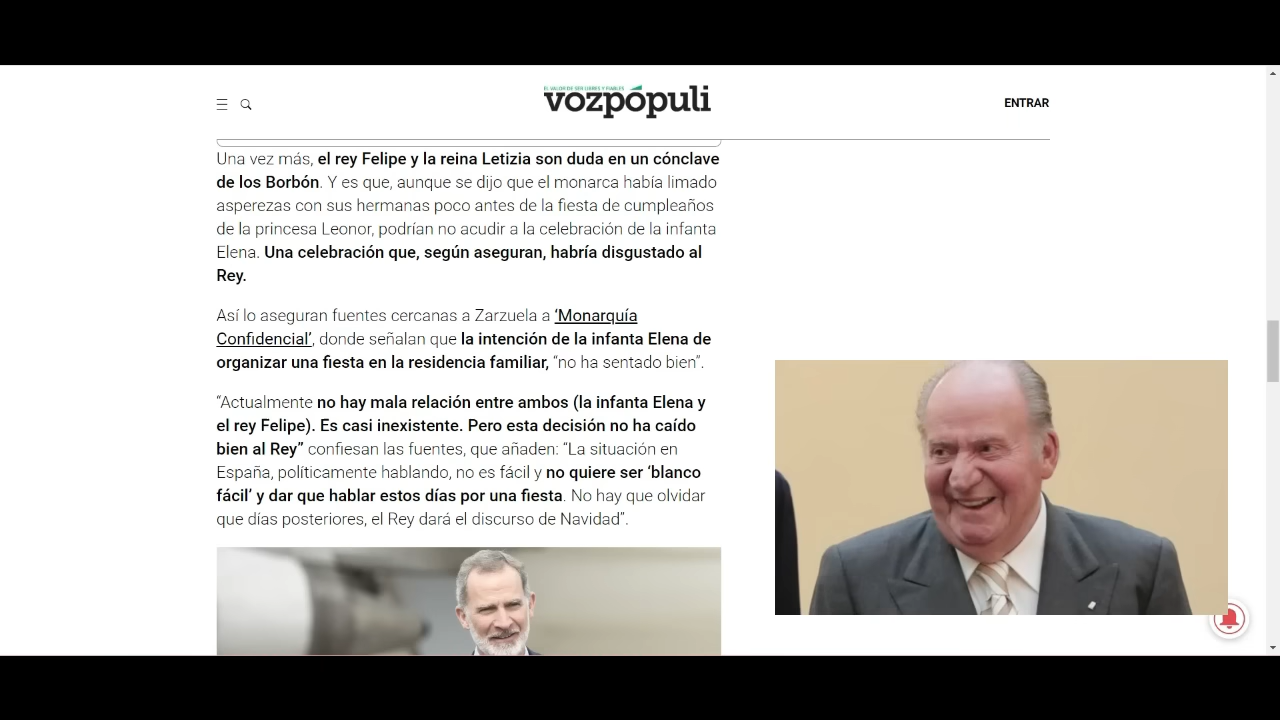 EL VALOR DE SER LIBRES Y FIABLES
vozpópuli
ENTRAR
Una vez más, el rey Felipe y la reina Letizia son duda en un cónclave
de los Borbón. Y es que, aunque se dijo que el monarca había limado
asperezas con sus hermanas poco antes de la fiesta de cumpleaños
de la princesa Leonor, podrían no acudir a la celebración de la infanta
Elena. Una celebración que, según aseguran, habría disgustado al
Rey.
Así lo aseguran fuentes cercanas a Zarzuela a ‘Monarquía
Confidencial’, donde señalan que la intención de la infanta Elena de
organizar una fiesta en la residencia familiar, “no ha sentado bien”.
“Actualmente no hay mala relación entre ambos (la infanta Elena y
el rey Felipe). Es casi inexistente. Pero esta decisión no ha caído
bien al Rey” confiesan las fuentes, que añaden: “La situación en
España, políticamente hablando, no es fácil y no quiere ser ‘blanco
fácil’ y dar que hablar estos días por una fiesta. No hay que olvidar
que días posteriores, el Rey dará el discurso de Navidad”.